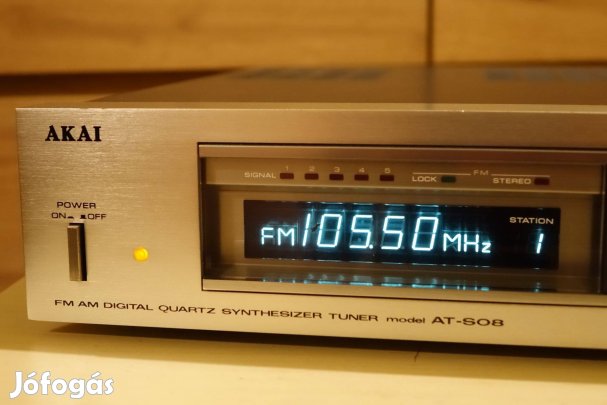 AKAI
SIGNAL 1 2 3 4 5 LOCK FM STEREO
POWER
ON OFF
FM 105.50 MHz
STATION
1
FM AM DIGITAL QUARTZ SYNTHESIZER TUNER model AT-S08
Jófogás